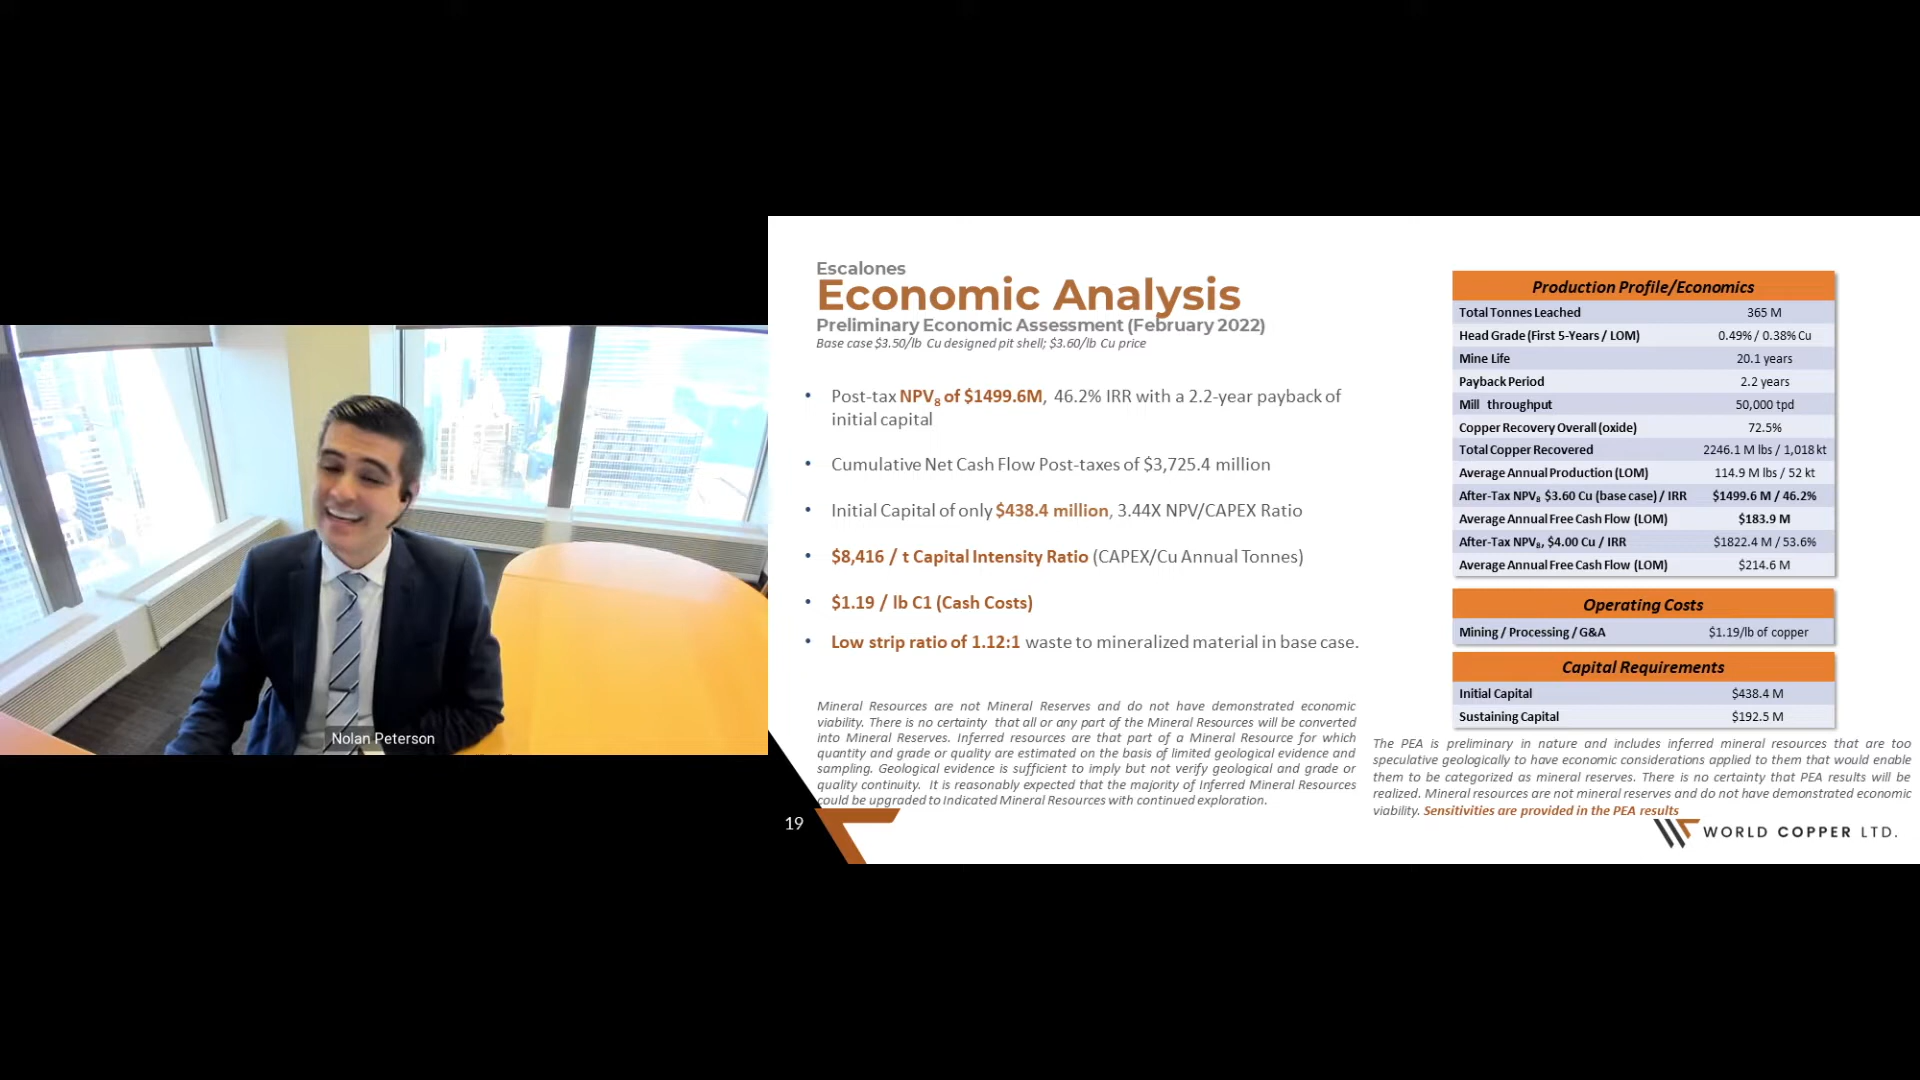 Nolan Peterson
Escalones
Economic Analysis
Preliminary Economic Assessment (February 2022)
Base case $3.50/lb Cu designed pit shell; $3.60/lb Cu price
• Post-tax NPV8 of $1499.6M, 46.2% IRR with a 2.2-year payback of
initial capital
• Cumulative Net Cash Flow Post-taxes of $3,725.4 million
• Initial Capital of only $438.4 million, 3.44X NPV/CAPEX Ratio
• $8,416 / t Capital Intensity Ratio (CAPEX/Cu Annual Tonnes)
• $1.19 / lb C1 (Cash Costs)
• Low strip ratio of 1.12:1 waste to mineralized material in base case.
Mineral Resources are not Mineral Reserves and do not have demonstrated economic
viability. There is no certainty that all or any part of the Mineral Resources will be converted
into Mineral Reserves. Inferred resources are that part of a Mineral Resource for which
quantity and grade or quality are estimated on the basis of limited geological evidence and
sampling. Geological evidence is sufficient to imply but not verify geological and grade or
quality continuity. It is reasonably expected that the majority of Inferred Mineral Resources
could be upgraded to Indicated Mineral Resources with continued exploration.
19
Production Profile/Economics
Total Tonnes Leached 365 M
Head Grade (First 5-Years / LOM) 0.49% / 0.38% Cu
Mine Life 20.1 years
Payback Period 2.2 years
Mill throughput 50,000 tpd
Copper Recovery Overall (oxide) 72.5%
Total Copper Recovered 2246.1 M lbs / 1,018 kt
Average Annual Production (LOM) 114.9 M lbs / 52 kt
After-Tax NPV8 $3.60 Cu (base case) / IRR $1499.6 M / 46.2%
Average Annual Free Cash Flow (LOM) $183.9 M
After-Tax NPV8, $4.00 Cu / IRR $1822.4 M / 53.6%
Average Annual Free Cash Flow (LOM) $214.6 M
Operating Costs
Mining / Processing / G&A $1.19/lb of copper
Capital Requirements
Initial Capital $438.4 M
Sustaining Capital $192.5 M
The PEA is preliminary in nature and includes inferred mineral resources that are too
speculative geologically to have economic considerations applied to them that would enable
them to be categorized as mineral reserves. There is no certainty that PEA results will be
realized. Mineral resources are not mineral reserves and do not have demonstrated economic
viability. Sensitivities are provided in the PEA results
WORLD COPPER LTD.